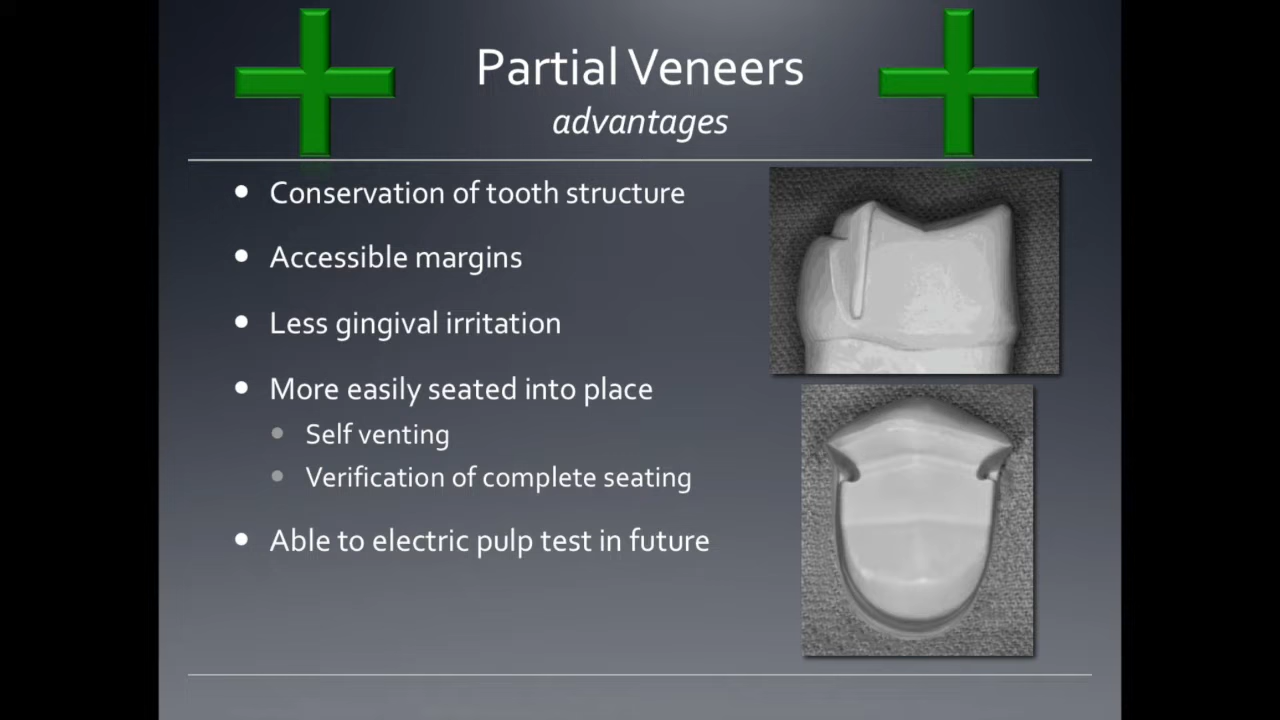 Partial Veneers
advantages
Conservation of tooth structure
Accessible margins
Less gingival irritation
More easily seated into place
Self venting
Verification of complete seating
Able to electric pulp test in future